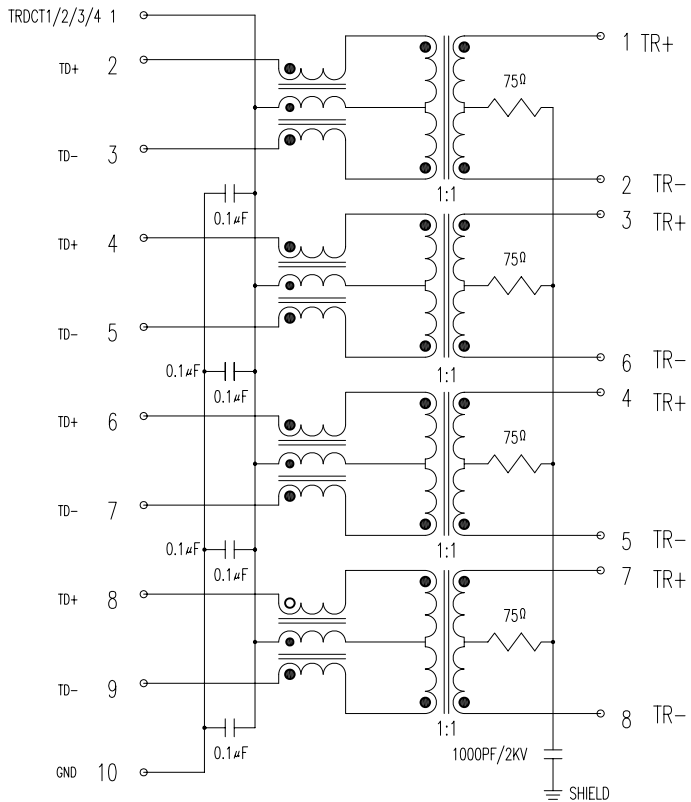 TRDCT1/2/3/4 1
1 TR+
TD+ 2
75Ω
TD- 3
2 TR-
1:1
0.1μF
3 TR+
TD+ 4
75Ω
TD- 5
6 TR-
0.1μF
1:1
0.1μF
4 TR+
TD+ 6
75Ω
TD- 7
5 TR-
0.1μF
1:1
0.1μF
7 TR+
TD+ 8
75Ω
TD- 9
8 TR-
1:1
0.1μF
1000PF/2KV
GND 10
SHIELD